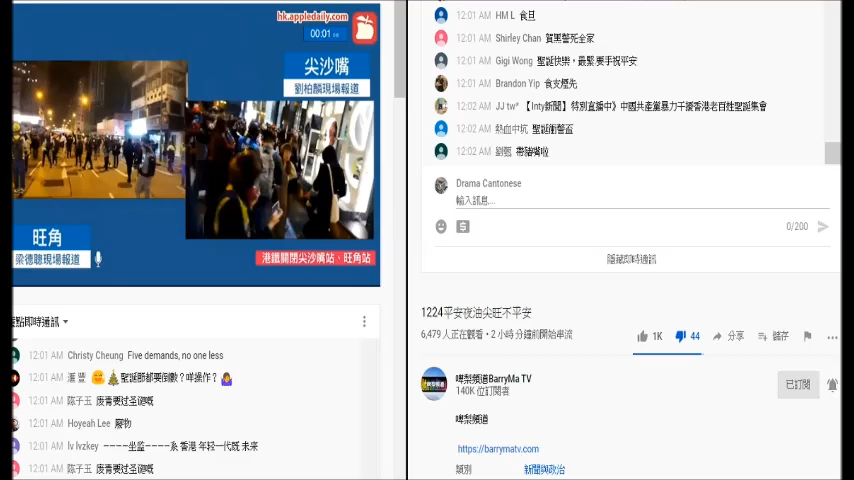 hk.appledaily.com
00:01
尖沙嘴
劉柏麟現場報道
旺角
梁德聰現場報道
港鐵關閉尖沙嘴站、旺角站
點即時通訊
12:01 AM Christy Cheung Five demands, no one less
12:01 AM 滙豐 🌞🎄聖誕節都要倒數？咩操作？🤷‍♀️
12:01 AM 陈子玉 废青要过圣诞嘅
12:01 AM Hoyeah Lee 廢物
12:01 AM lv lvzkey ----坐监-----系 香港 年轻一代既 未来
12:01 AM 陈子玉 废青要过圣诞嘅
12:01 AM HM L 食旦
12:01 AM Shirley Chan 賀黑警死全家
12:01 AM Gigi Wong 聖誕快樂，最緊要手祝平安
12:01 AM Brandon Yip 食支煙先
12:02 AM JJ tw* 【Inty新聞】特別直播中》中國共產黨暴力干擾香港老百姓聖誕集會
12:02 AM 熱血中坑 聖誕衝警盃
12:02 AM 劉甄 帶豬嘴啦
Drama Cantonese
輸入訊息...
0/200
隱藏即時通訊
1224平安夜油尖旺不平安
6,479 人正在觀看 • 2 小時前開始串流
1K
44
分享
儲存
啤梨頻道BarryMa TV
140K 位訂閱者
已訂閱
啤梨頻道
https://barrymatv.com
類別
新聞與政治